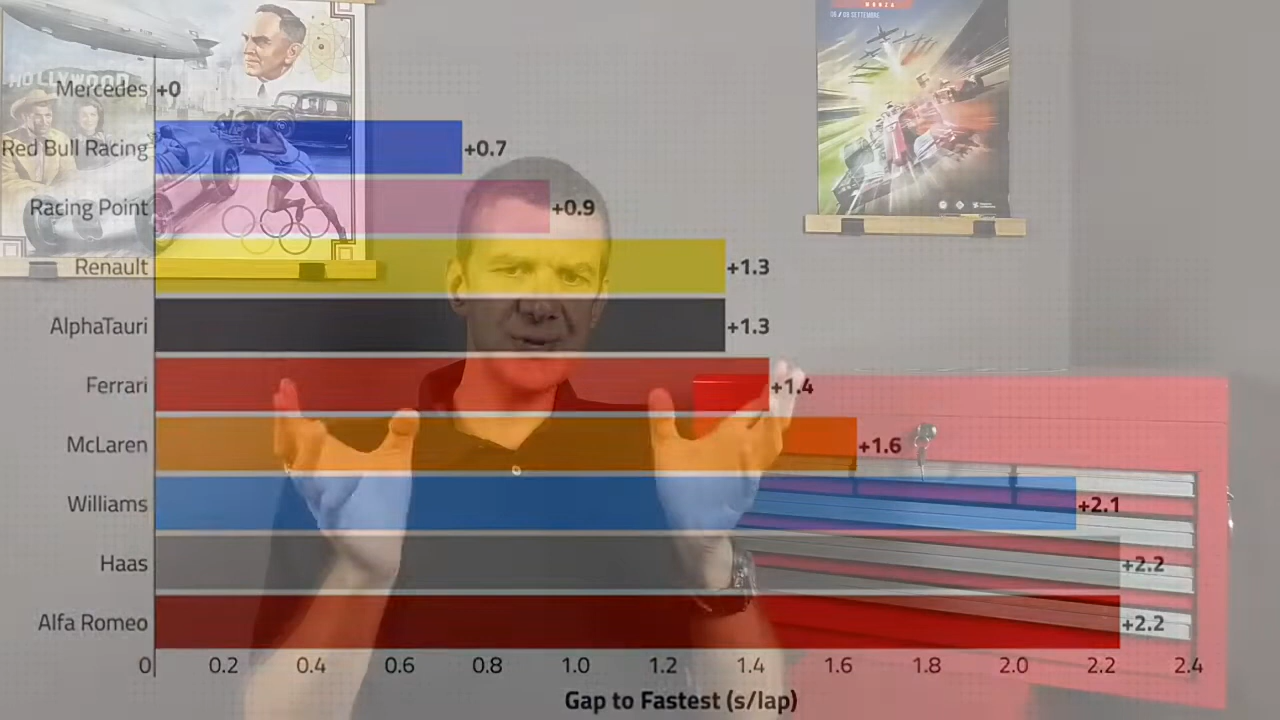 08 / 08 SETTEMBRE
HOLLYWOOD
Mercedes +0
Red Bull Racing +0.7
Racing Point +0.9
Renault +1.3
AlphaTauri +1.3
Ferrari +1.4
McLaren +1.6
Williams +2.1
Haas +2.2
Alfa Romeo +2.2
0 0.2 0.4 0.6 0.8 1.0 1.2 1.4 1.6 1.8 2.0 2.2 2.4
Gap to Fastest (s/lap)